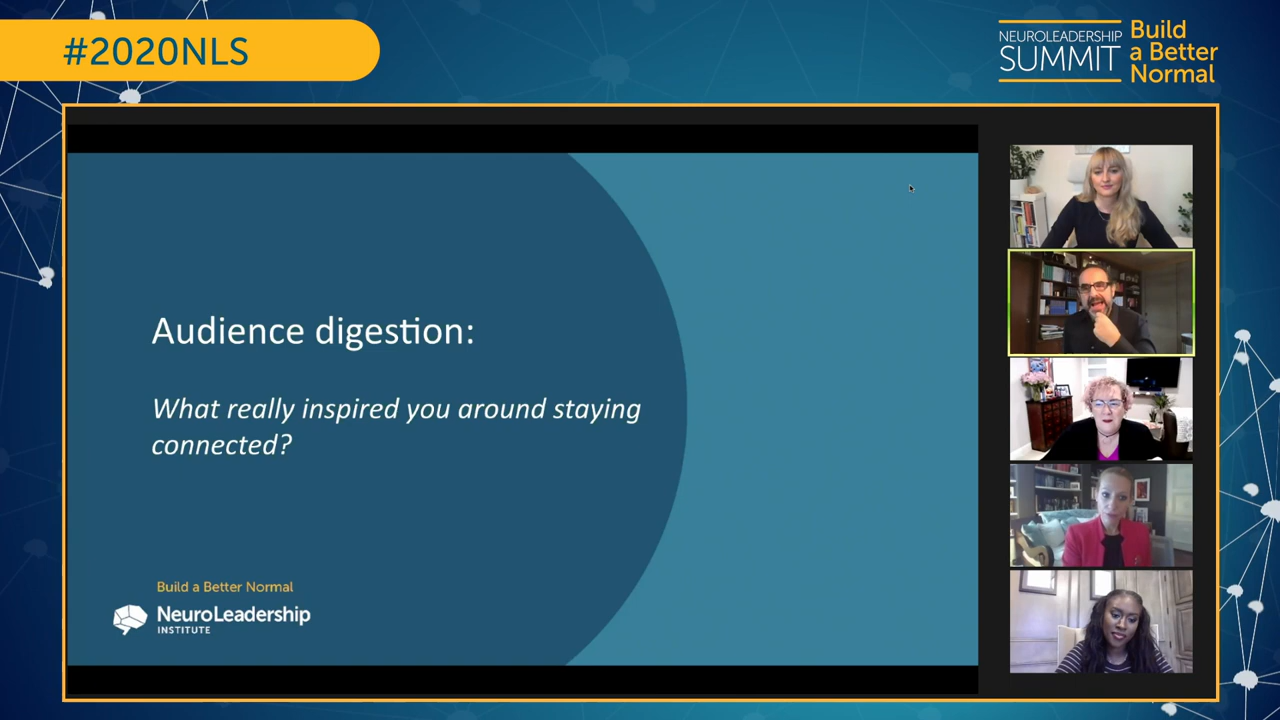 #2020NLS
NEUROLEADERSHIP
SUMMIT
Build
a Better
Normal
Audience digestion:
What really inspired you around staying
connected?
Build a Better Normal
NeuroLeadership
INSTITUTE